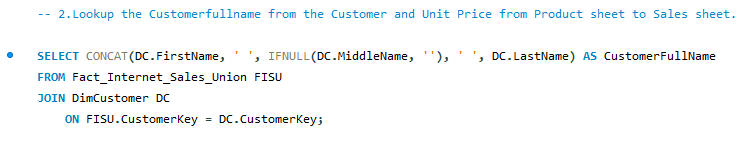 -- 2.Lookup the Customerfullname from the Customer and Unit Price from Product sheet to Sales sheet.
SELECT CONCAT(DC.FirstName, ' ', IFNULL(DC.MiddleName, ''), ' ', DC.LastName) AS CustomerFullName
FROM Fact_Internet_Sales_Union FISU
JOIN DimCustomer DC
ON FISU.CustomerKey = DC.CustomerKey;